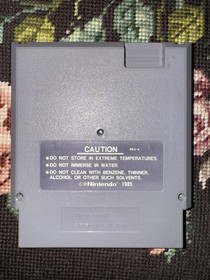 CAUTION
●DO NOT STORE IN EXTREME TEMPERATURES.
●DO NOT IMMERSE IN WATER.
●DO NOT CLEAN WITH BENZENE, THINNER,
ALCOHOL OR OTHER SUCH SOLVENTS.
©®Nintendo 1985